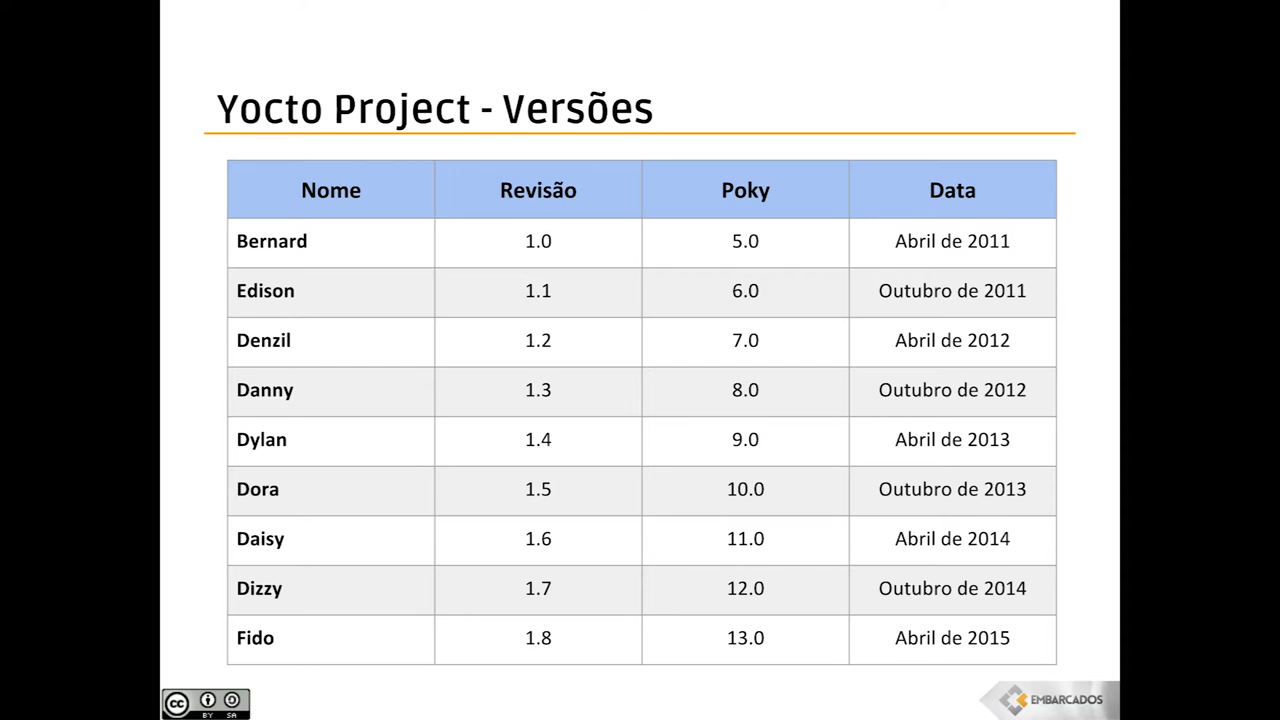 Yocto Project - Versões
Nome Revisão Poky Data
Bernard 1.0 5.0 Abril de 2011
Edison 1.1 6.0 Outubro de 2011
Denzil 1.2 7.0 Abril de 2012
Danny 1.3 8.0 Outubro de 2012
Dylan 1.4 9.0 Abril de 2013
Dora 1.5 10.0 Outubro de 2013
Daisy 1.6 11.0 Abril de 2014
Dizzy 1.7 12.0 Outubro de 2014
Fido 1.8 13.0 Abril de 2015
cc BY SA
EMBARCADOS